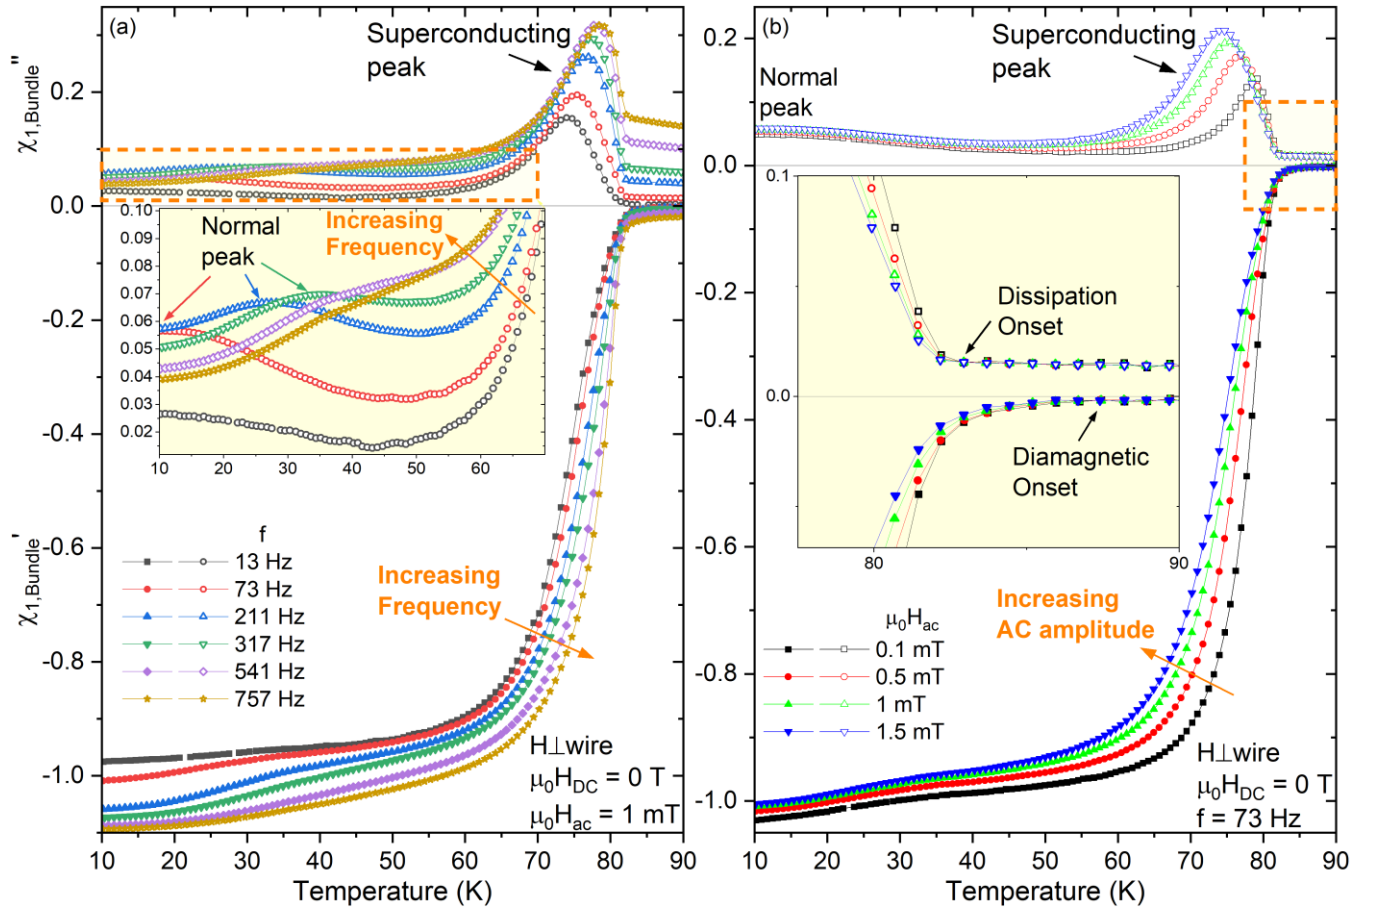 (a)
Superconducting
peak
χ1,Bundle''
0.2
0.0
-0.2
-0.4
-0.6
-0.8
-1.0
χ1,Bundle'
0.10
0.09
0.08
0.07
0.06
0.05
0.04
0.03
0.02
10 20 30 40 50 60
Normal
peak
Increasing
Frequency
f
13 Hz
73 Hz
211 Hz
317 Hz
541 Hz
757 Hz
Increasing
Frequency
H⊥wire
μ0HDC = 0 T
μ0Hac = 1 mT
10 20 30 40 50 60 70 80 90
Temperature (K)
(b)
Superconducting
peak
Normal
peak
0.2
0.0
-0.2
-0.4
-0.6
-0.8
-1.0
0.1
0.0
80 90
Dissipation
Onset
Diamagnetic
Onset
Increasing
AC amplitude
μ0Hac
0.1 mT
0.5 mT
1 mT
1.5 mT
H⊥wire
μ0HDC = 0 T
f = 73 Hz
10 20 30 40 50 60 70 80 90
Temperature (K)